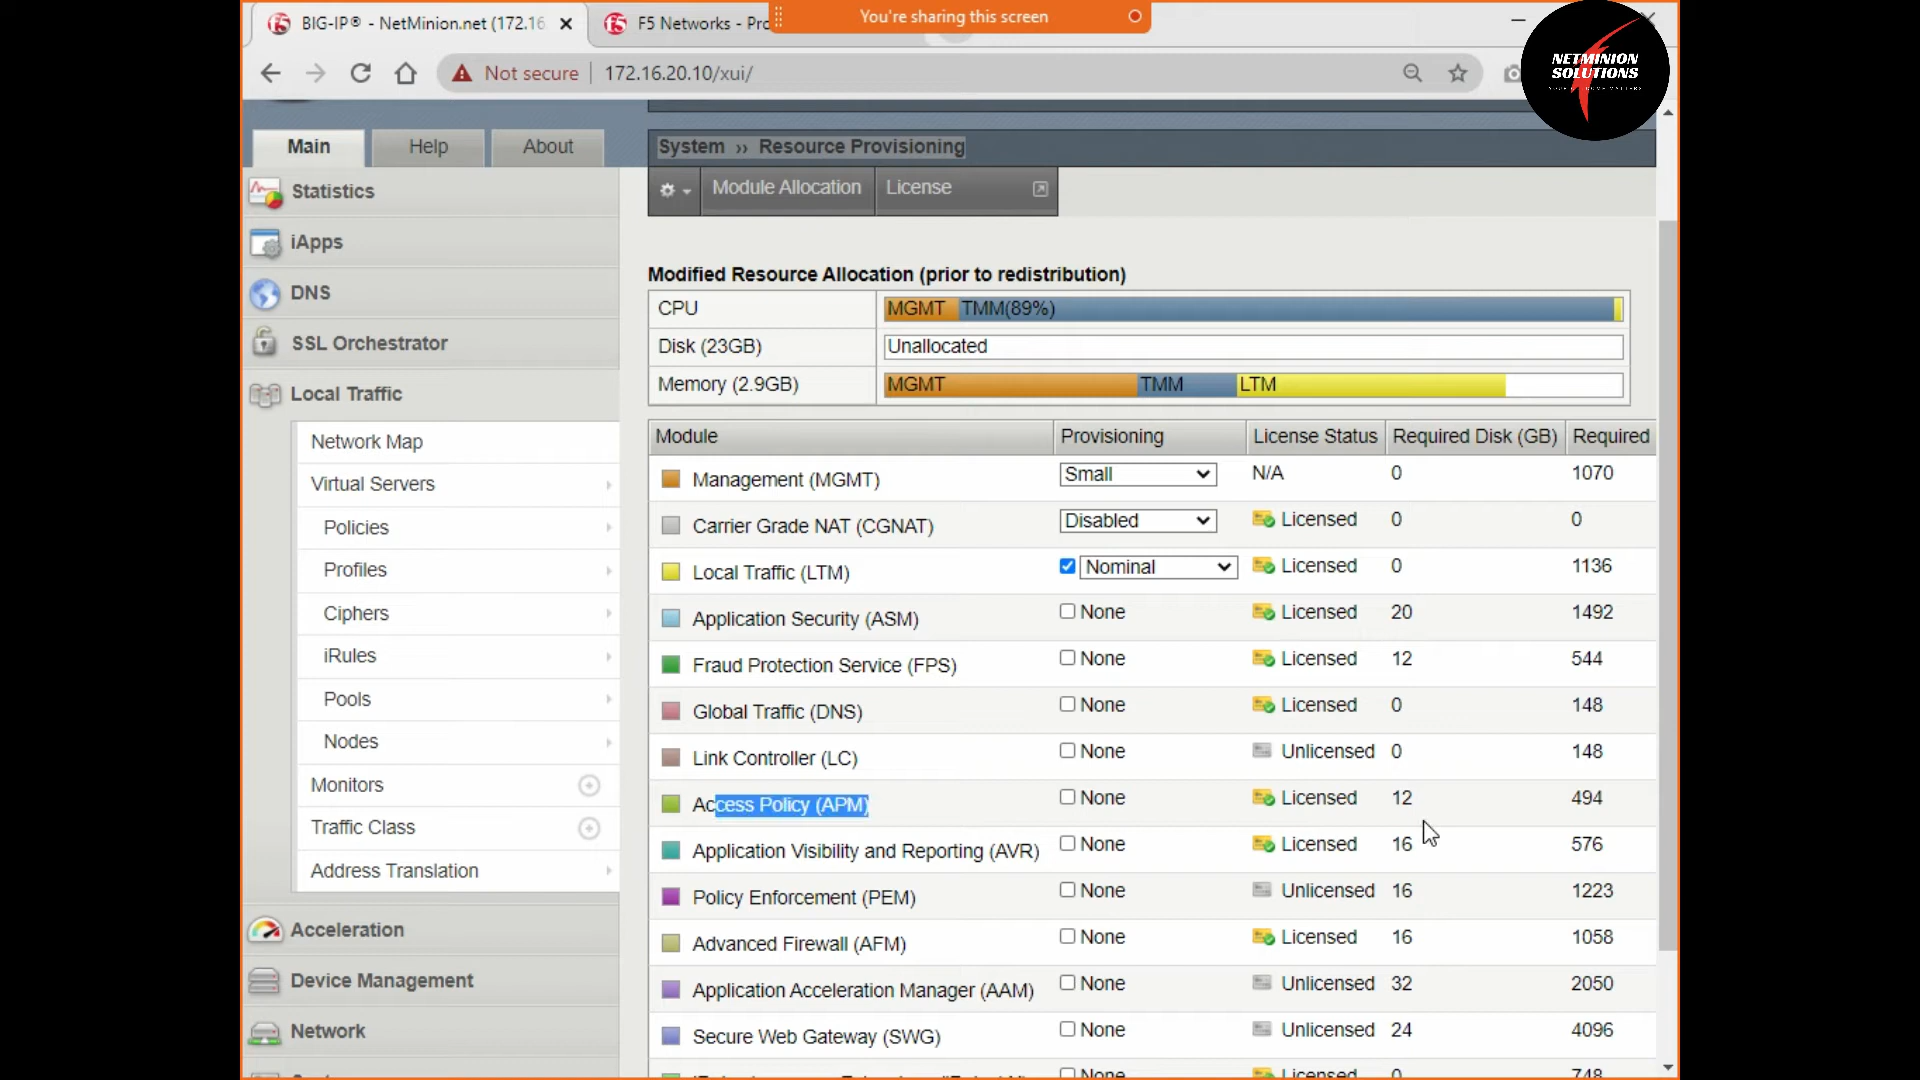 BIG-IP® - NetMinion.net (172.16
F5 Networks - Pro
You're sharing this screen
NETMINION
SOLUTIONS
Not secure
172.16.20.10/xui/
Main
Help
About
System ›› Resource Provisioning
Module Allocation
License
Statistics
iApps
DNS
SSL Orchestrator
Local Traffic
Network Map
Virtual Servers
Policies
Profiles
Ciphers
iRules
Pools
Nodes
Monitors
Traffic Class
Address Translation
Acceleration
Device Management
Network
Modified Resource Allocation (prior to redistribution)
CPU MGMT TMM(89%)
Disk (23GB) Unallocated
Memory (2.9GB) MGMT TMM LTM
Module Provisioning License Status Required Disk (GB) Required
Management (MGMT) Small N/A 0 1070
Carrier Grade NAT (CGNAT) Disabled Licensed 0 0
Local Traffic (LTM) Nominal Licensed 0 1136
Application Security (ASM) None Licensed 20 1492
Fraud Protection Service (FPS) None Licensed 12 544
Global Traffic (DNS) None Licensed 0 148
Link Controller (LC) None Unlicensed 0 148
Access Policy (APM) None Licensed 12 494
Application Visibility and Reporting (AVR) None Licensed 16 576
Policy Enforcement (PEM) None Unlicensed 16 1223
Advanced Firewall (AFM) None Licensed 16 1058
Application Acceleration Manager (AAM) None Unlicensed 32 2050
Secure Web Gateway (SWG) None Unlicensed 24 4096
None Licensed 0 748